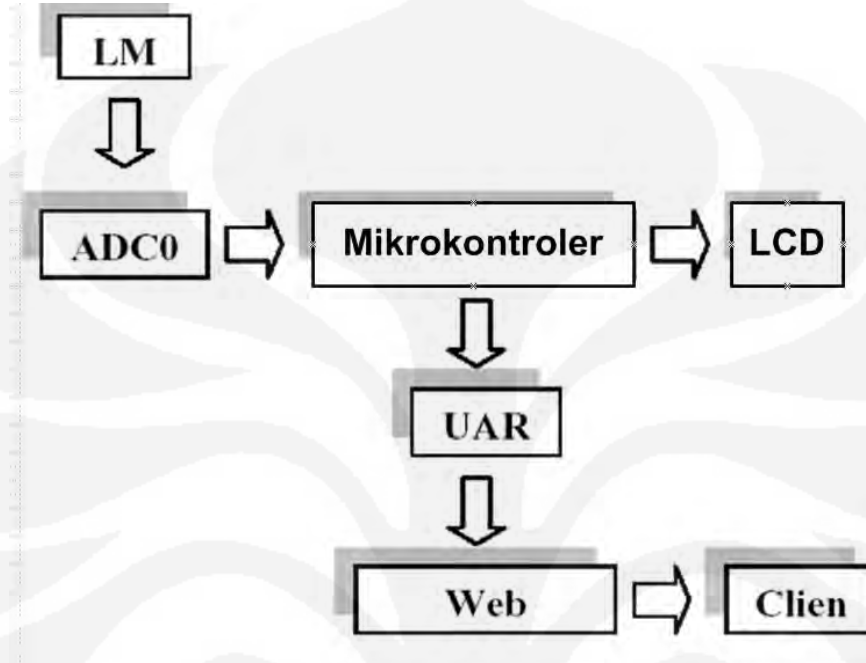 LM
ADC0
Mikrokontroler
LCD
UAR
Web
Clien